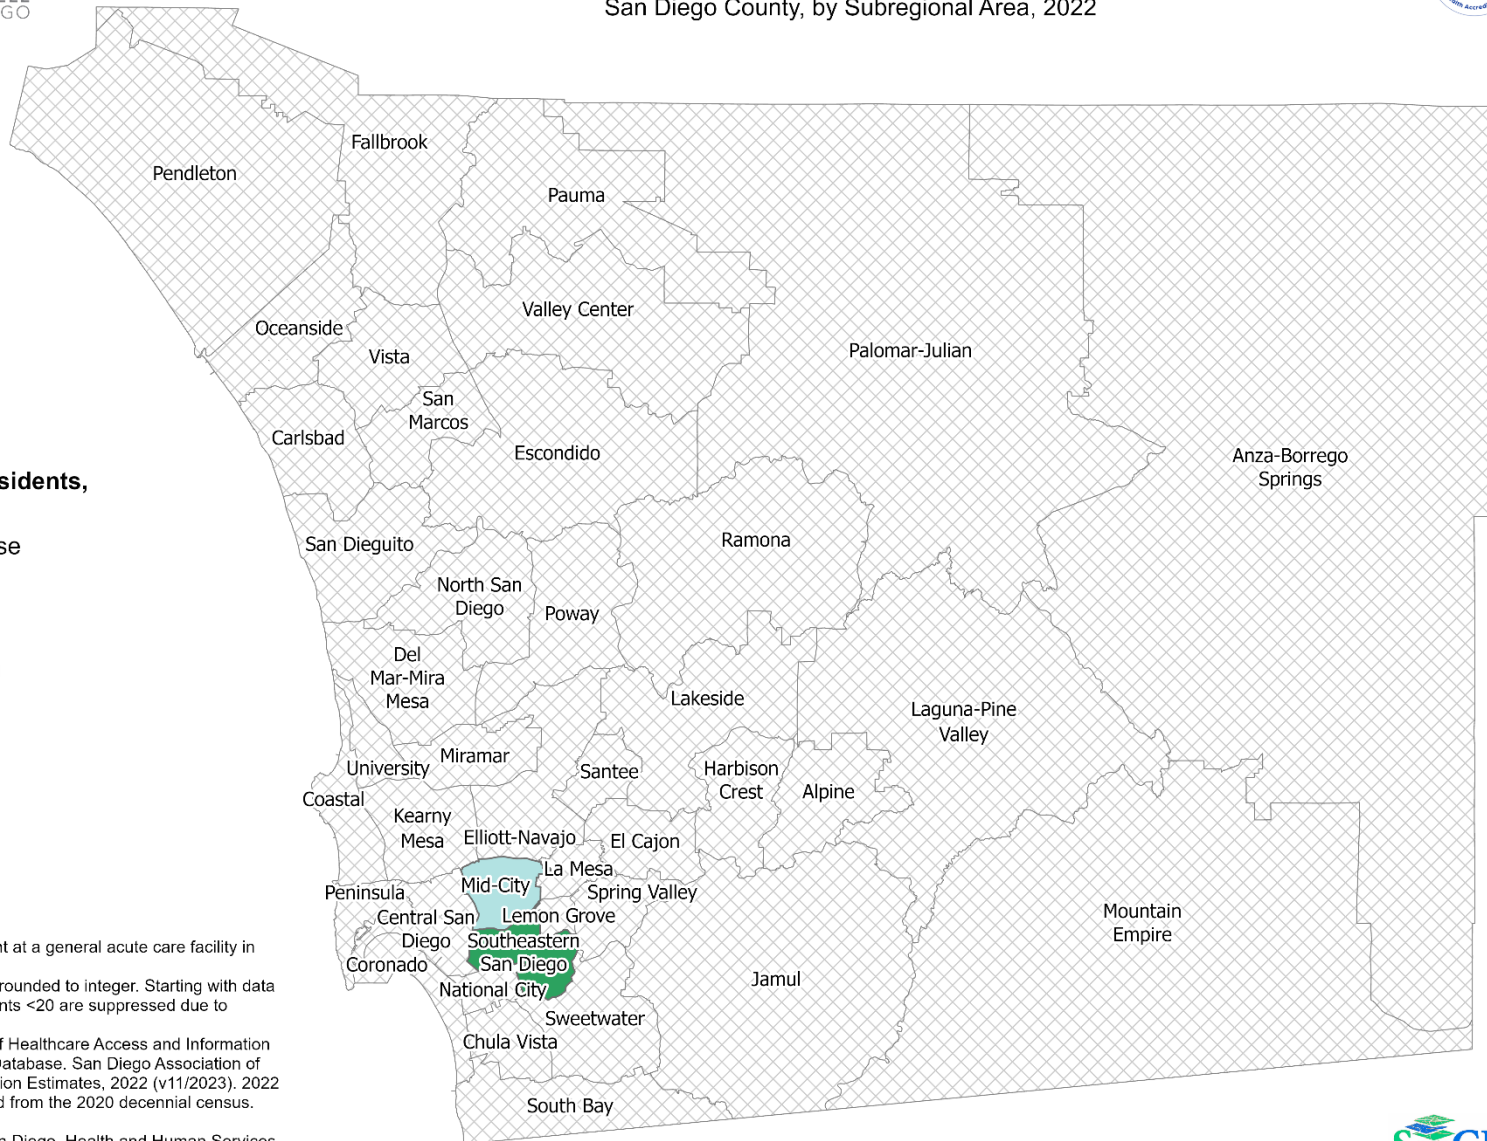 GO
San Diego County, by Subregional Area, 2022
Fallbrook
Pendleton
Pauma
Valley Center
Oceanside
Vista
Palomar-Julian
San
Marcos
Carlsbad
Escondido
Anza-Borrego
Springs
sidents,
se
San Dieguito
Ramona
North San
Diego
Poway
Del
Mar-Mira
Mesa
Lakeside
Laguna-Pine
Valley
Miramar
University
Santee
Harbison
Crest
Alpine
Coastal
Kearny
Mesa
Elliott-Navajo
El Cajon
La Mesa
Mid-City
Peninsula
Spring Valley
Central San
Diego
Lemon Grove
Mountain
Empire
Southeastern
San Diego
Coronado
National City
Jamul
Sweetwater
Chula Vista
South Bay
nt at a general acute care facility in
rounded to integer. Starting with data
nts <20 are suppressed due to
f Healthcare Access and Information
Database. San Diego Association of
ion Estimates, 2022 (v11/2023). 2022
d from the 2020 decennial census.
n Diego, Health and Human Services